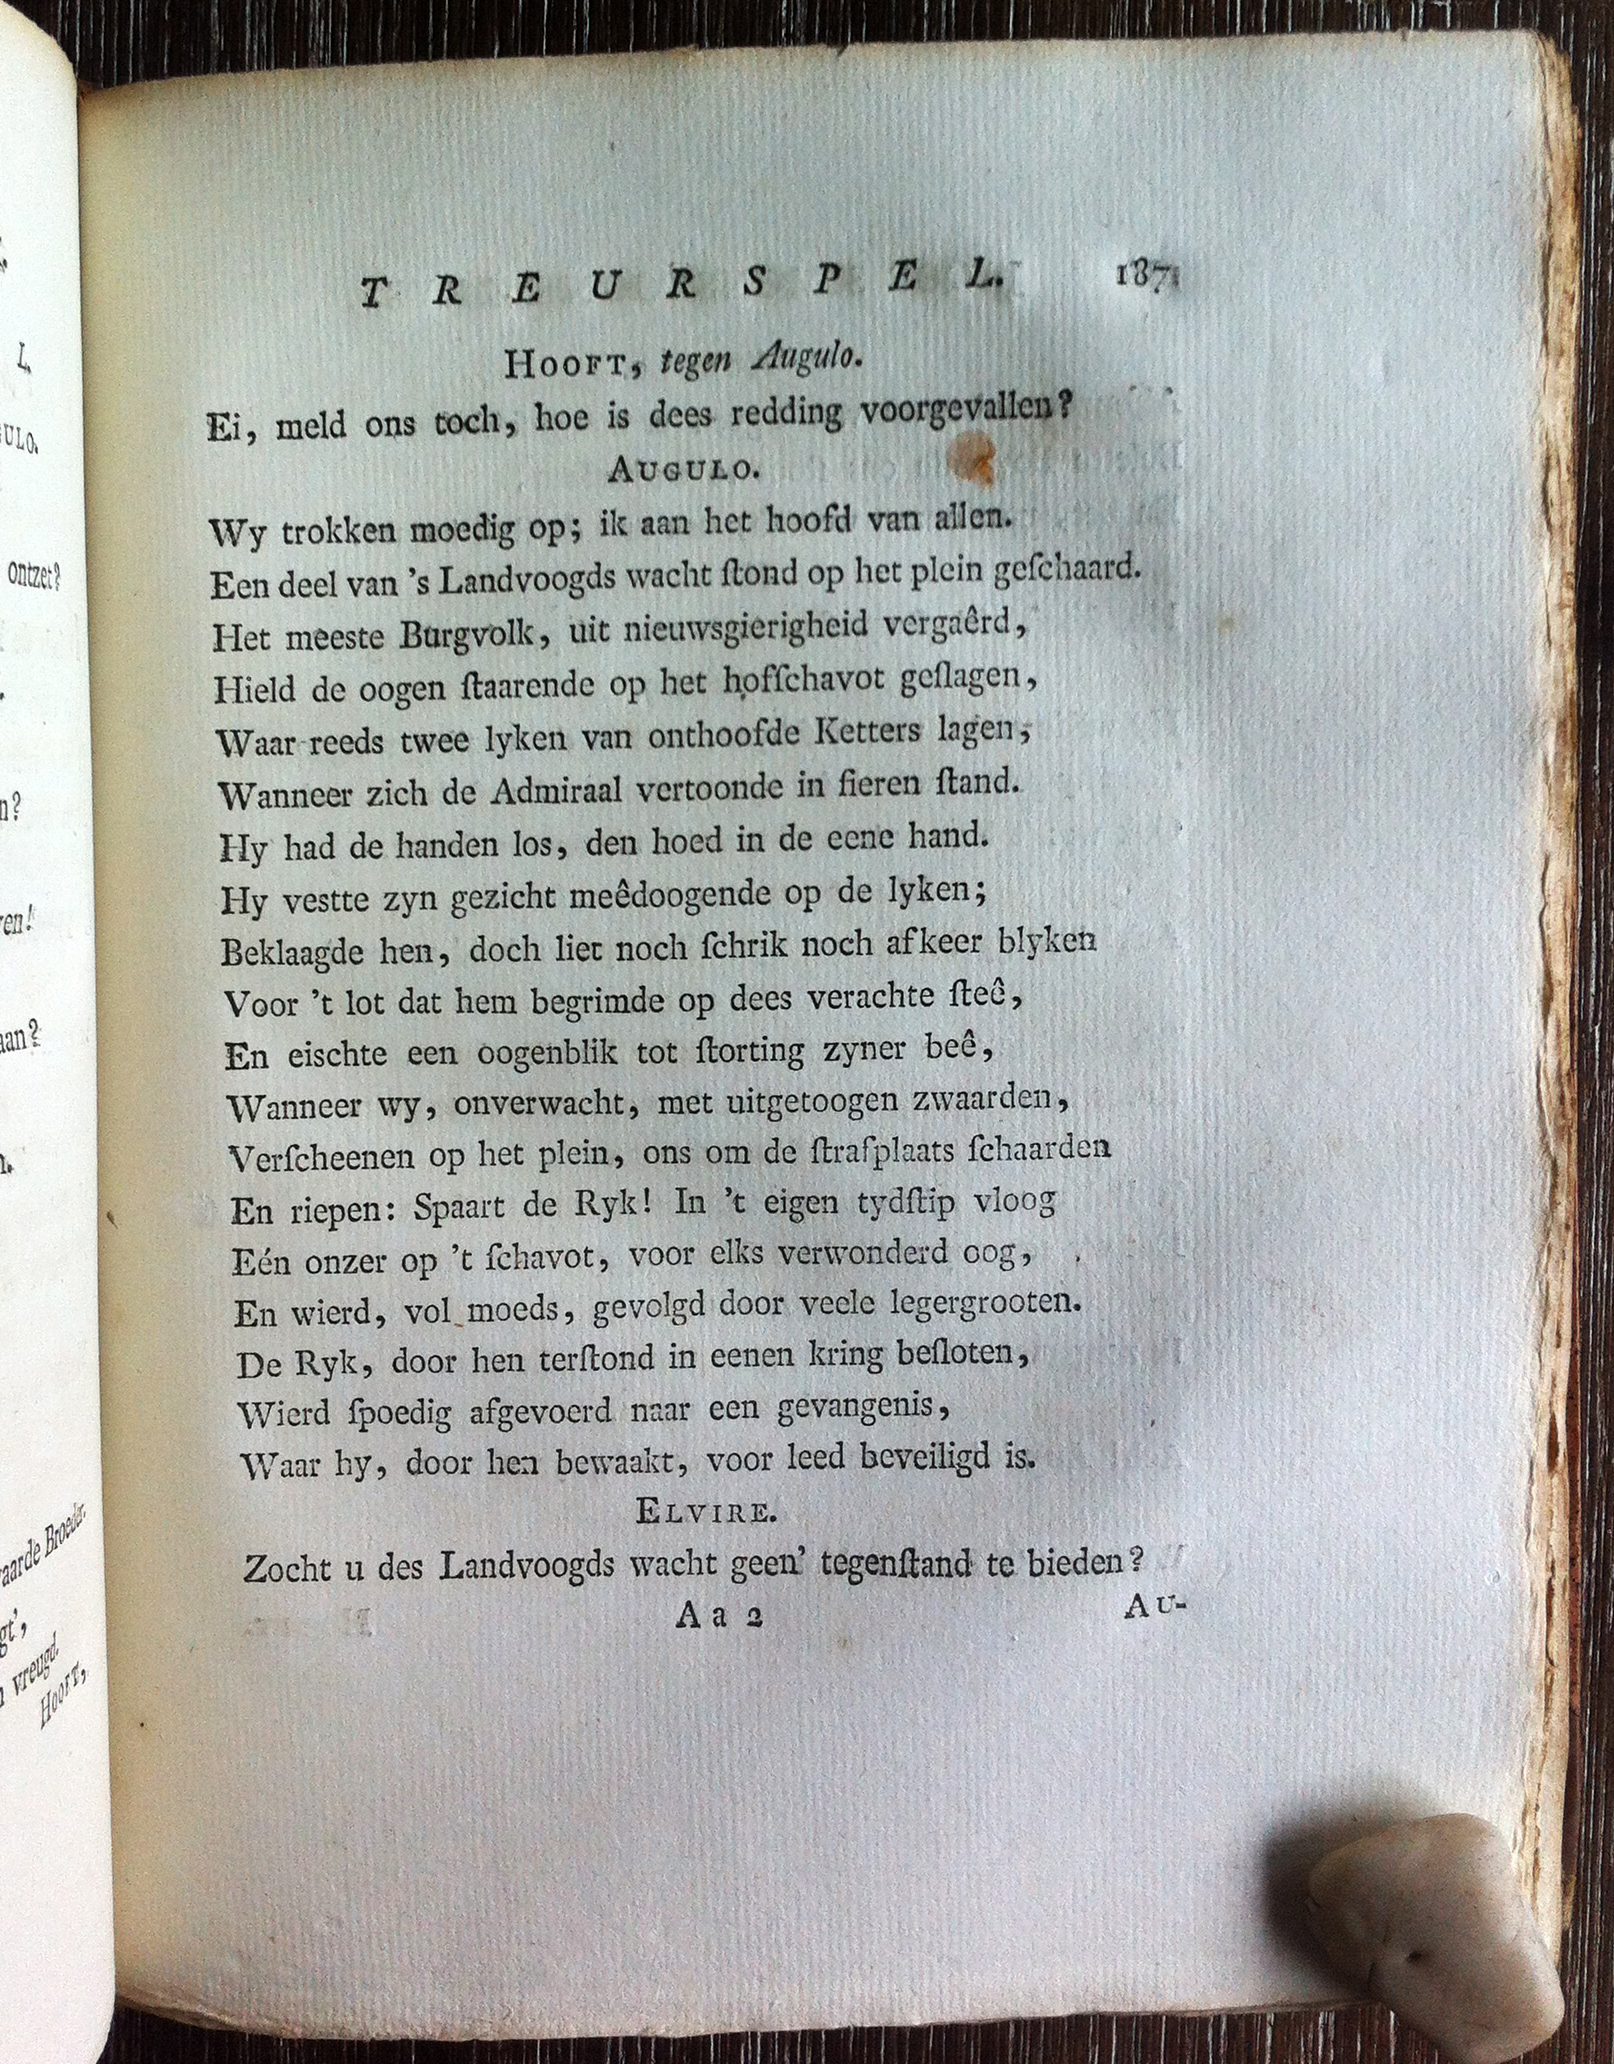 L.
ULO.
ontzet?
n?
en!
aan?
n.
aarde Broeder.
gt',
vreugd.
HOOFT,
TREURSPEL. 187
HOOFT, tegen Augulo.
Ei, meld ons toch, hoe is dees redding voorgevallen?
AUGULO.
Wy trokken moedig op; ik aan het hoofd van allen.
Een deel van 's Landvoogds wacht ſtond op het plein geſchaard.
Het meeste Burgvolk, uit nieuwsgierigheid vergaêrd,
Hield de oogen ſtaarende op het hofſchavot geſlagen,
Waar reeds twee lyken van onthoofde Ketters lagen,
Wanneer zich de Admiraal vertoonde in fieren ſtand.
Hy had de handen los, den hoed in de eene hand.
Hy vestte zyn gezicht meêdoogende op de lyken;
Beklaagde hen, doch liet noch ſchrik noch afkeer blyken
Voor 't lot dat hem begrimde op dees verachte ſteê,
En eischte een oogenblik tot ſtorting zyner beê,
Wanneer wy, onverwacht, met uitgetoogen zwaarden,
Verſcheenen op het plein, ons om de ſtrafplaats ſchaarden
En riepen: Spaart de Ryk! In 't eigen tydſtip vloog
Eén onzer op 't ſchavot, voor elks verwonderd oog,
En wierd, vol moeds, gevolgd door veele legergrooten.
De Ryk, door hen terſtond in eenen kring beſloten,
Wierd ſpoedig afgevoerd naar een gevangenis,
Waar hy, door hen bewaakt, voor leed beveiligd is.
ELVIRE.
Zocht u des Landvoogds wacht geen' tegenſtand te bieden?
Aa 2 AU-